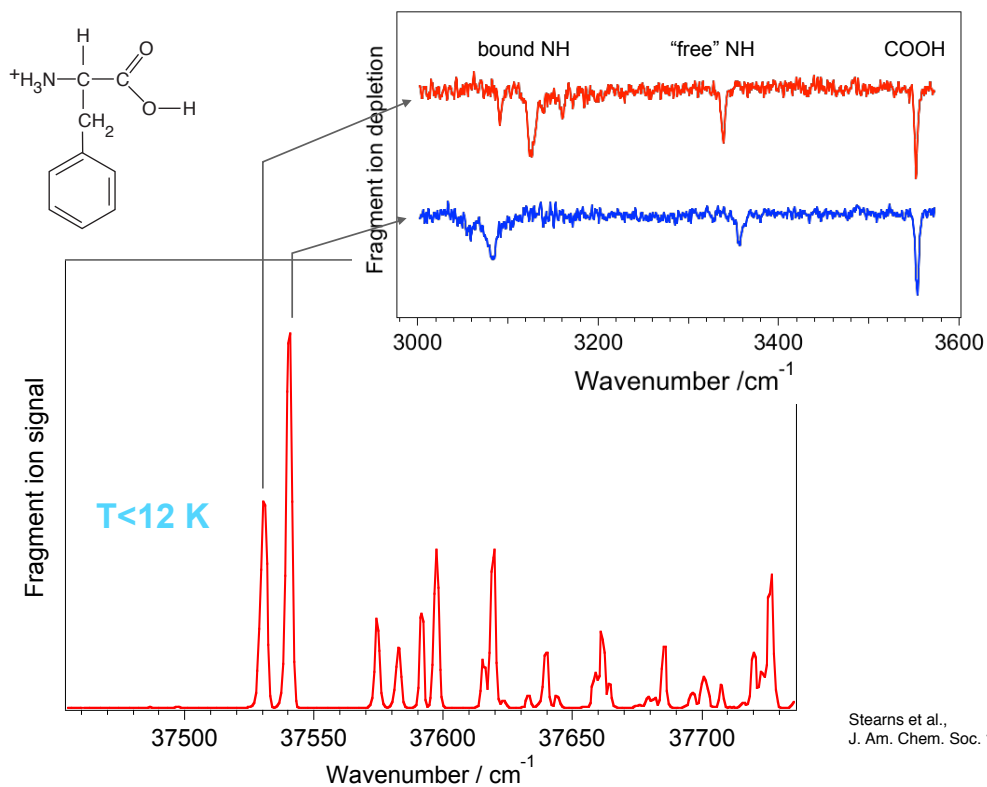 H
O
⁺H₃N
C
C
O
H
CH₂
bound NH
“free” NH
COOH
Fragment ion depletion
3000
3200
3400
3600
Wavenumber /cm⁻¹
Fragment ion signal
T<12 K
37500
37550
37600
37650
37700
Wavenumber / cm⁻¹
Stearns et al.,
J. Am. Chem. Soc.